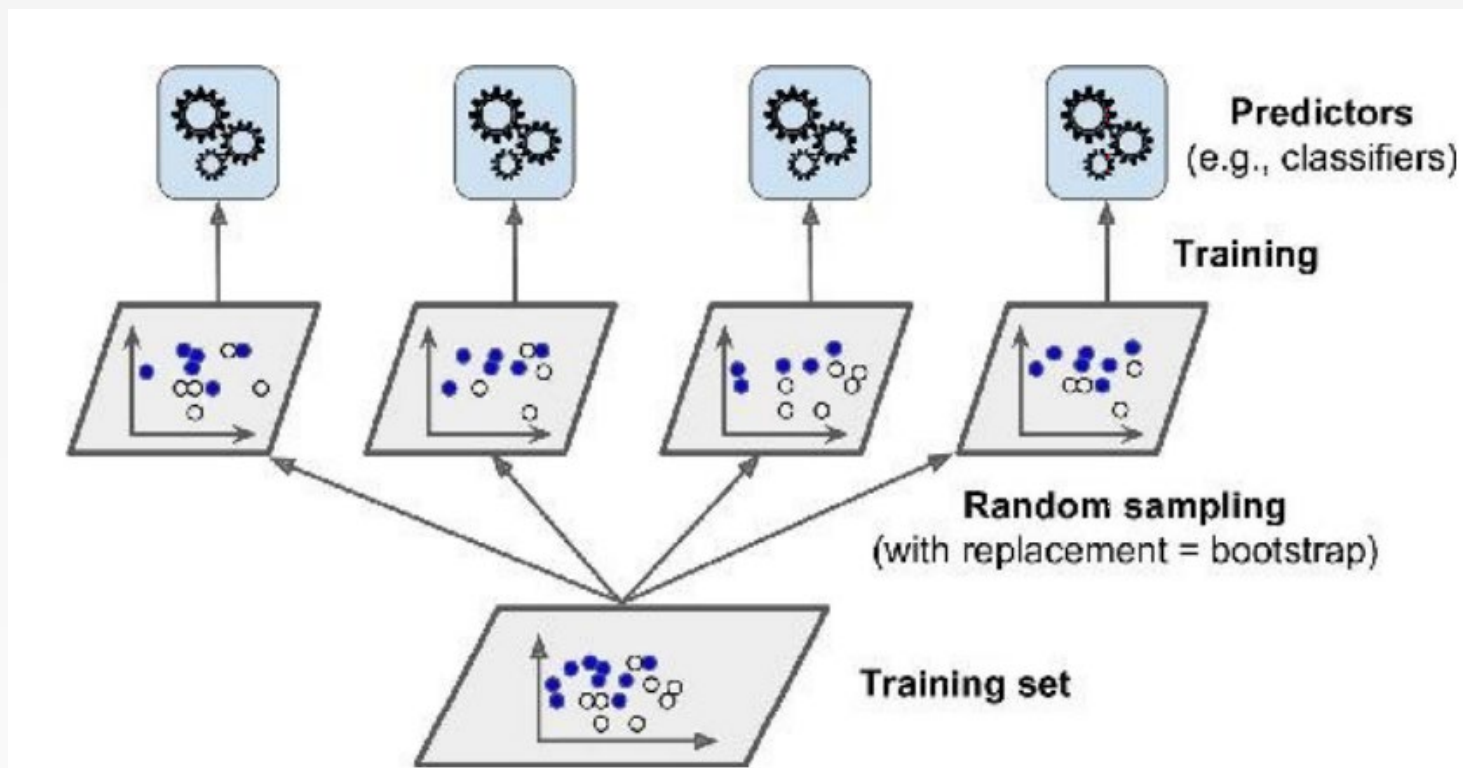 Predictors
(e.g., classifiers)
Training
Random sampling
(with replacement = bootstrap)
Training set